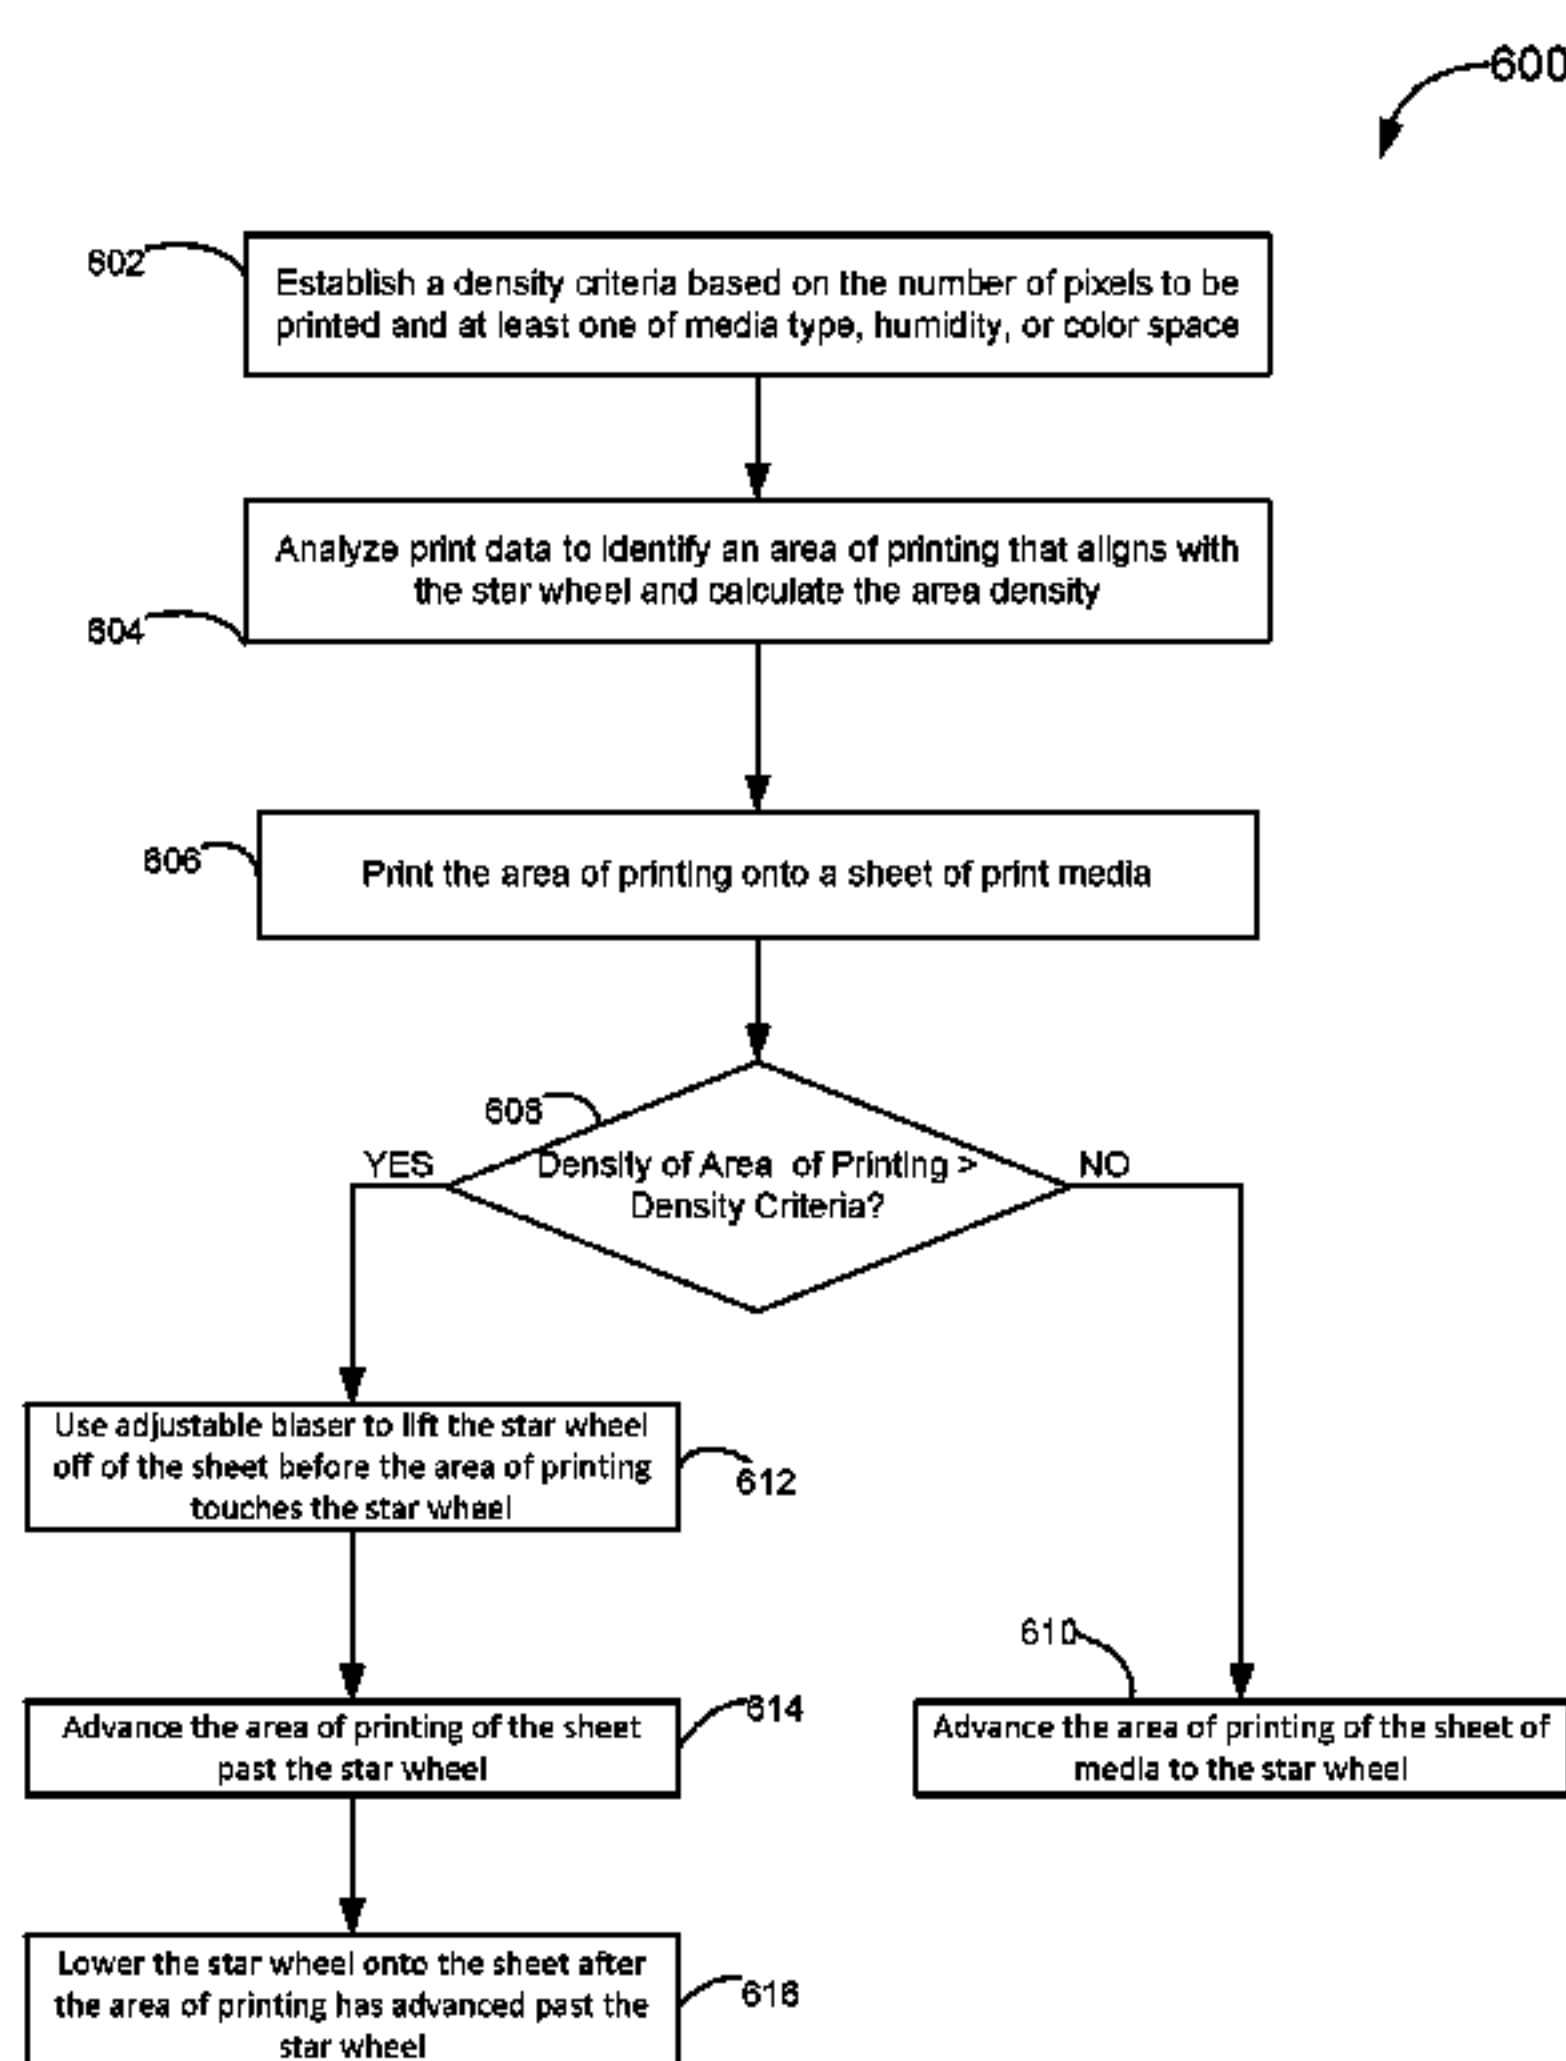 600
602
Establish a density criteria based on the number of pixels to be
printed and at least one of media type, humidity, or color space
Analyze print data to identify an area of printing that aligns with
the star wheel and calculate the area density
604
606
Print the area of printing onto a sheet of print media
608
YES
Density of Area of Printing >
Density Criteria?
NO
Use adjustable biaser to lift the star wheel
off of the sheet before the area of printing
touches the star wheel
612
610
614
Advance the area of printing of the sheet
past the star wheel
Advance the area of printing of the sheet of
media to the star wheel
Lower the star wheel onto the sheet after
the area of printing has advanced past the
star wheel
616